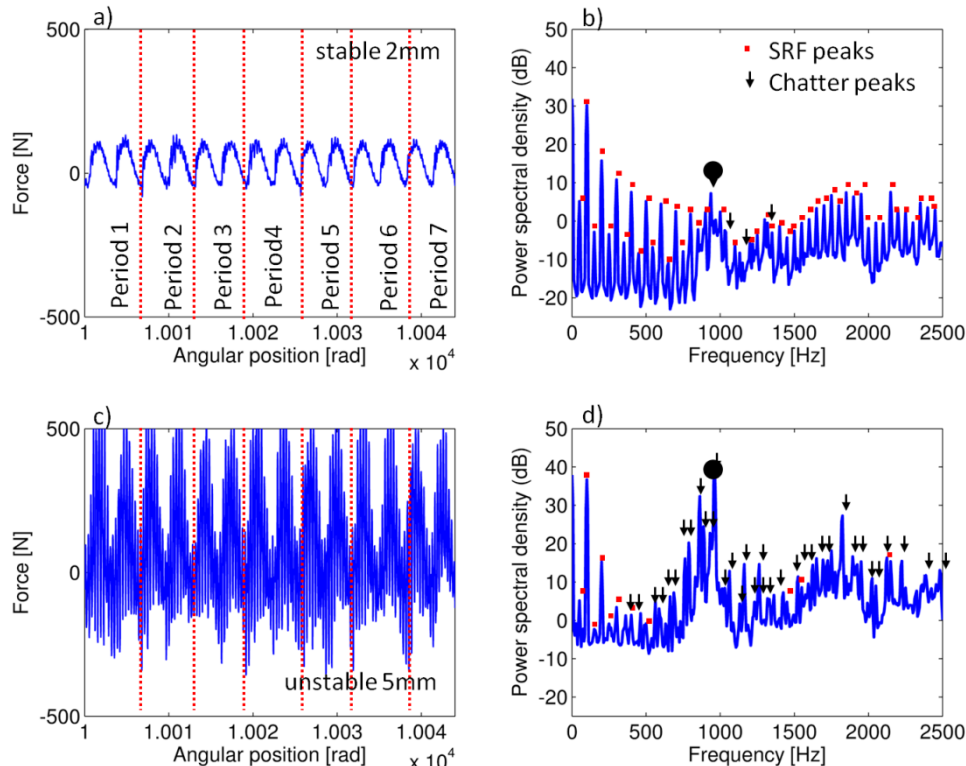 a)
500
0
-500
Force [N]
stable 2mm
Period 1
Period 2
Period 3
Period4
Period 5
Period 6
Period 7
1
1.001
1.002
1.003
1.004
Angular position [rad]
x 10⁴
b)
50
40
30
20
10
0
-10
-20
Power spectral density (dB)
SRF peaks
Chatter peaks
0
500
1000
1500
2000
2500
Frequency [Hz]
c)
500
0
-500
Force [N]
unstable 5mm
1
1.001
1.002
1.003
1.004
Angular position [rad]
x 10⁴
d)
50
40
30
20
10
0
-10
-20
Power spectral density (dB)
0
500
1000
1500
2000
2500
Frequency [Hz]